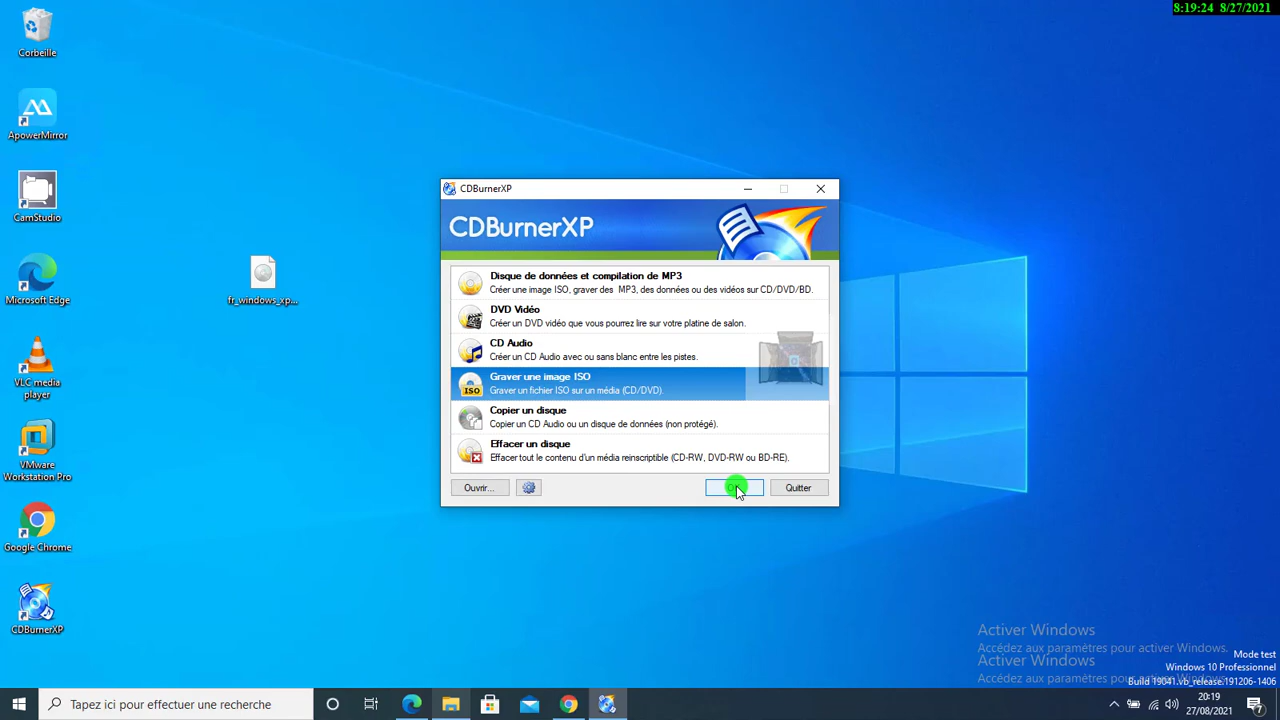 8:19:24 8/27/2021
Corbeille
ApowerMirror
CamStudio
Microsoft Edge
VLC media
player
VMware
Workstation Pro
Google Chrome
CDBurnerXP
fr_windows_xp...
CDBurnerXP
CDBurnerXP
Disque de données et compilation de MP3
Créer une image ISO, graver des MP3, des données ou des vidéos sur CD/DVD/BD.
DVD Vidéo
Créer un DVD vidéo que vous pourrez lire sur votre platine de salon.
CD Audio
Créer un CD Audio avec ou sans blanc entre les pistes.
ISO
Graver une image ISO
Graver un fichier ISO sur un média (CD/DVD).
Copier un disque
Copier un CD Audio ou un disque de données (non protégé).
Effacer un disque
Effacer tout le contenu d'un média reinscriptible (CD-RW, DVD-RW ou BD-RE).
Ouvrir...
Quitter
Activer Windows
Accédez aux paramètres pour activer Windows.
Activer Windows
Accédez aux paramètres pour activer Windows.
Mode test
Windows 10 Professionnel
Build 19041.vb_release.191206-1406
Tapez ici pour effectuer une recherche
20:19
27/08/2021